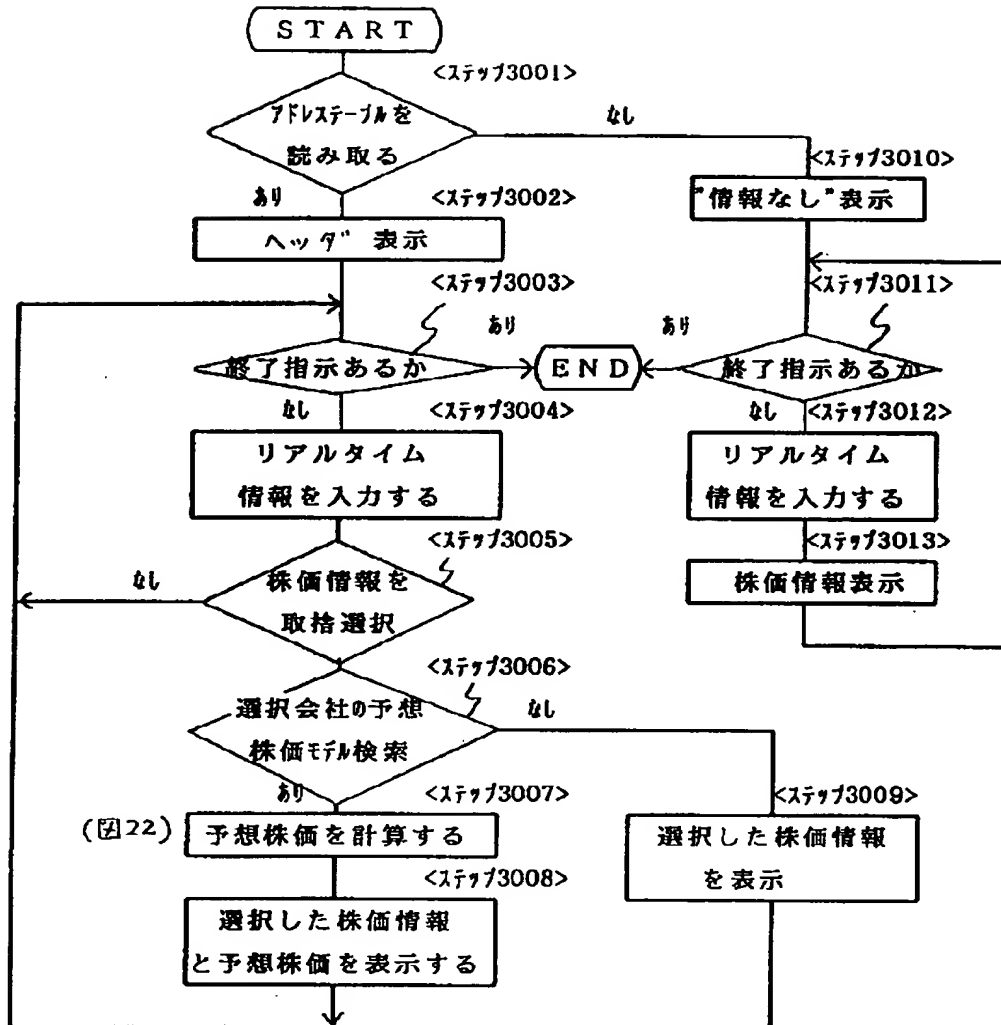 START
<ステップ3001>
アドレステーブルを
読み取る
なし
<ステップ3010>
"情報なし"表示
あり
<ステップ3002>
ヘッダ 表示
<ステップ3003>
<ステップ3011>
あり
あり
終了指示あるか
END
終了指示あるか
なし
<ステップ3004>
なし
<ステップ3012>
リアルタイム
情報を入力する
リアルタイム
情報を入力する
<ステップ3005>
<ステップ3013>
なし
株価情報を
取捨選択
株価情報表示
<ステップ3006>
選択会社の予想
株価モデル検索
なし
あり
<ステップ3007>
<ステップ3009>
(図22)
予想株価を計算する
選択した株価情報
を表示
<ステップ3008>
選択した株価情報
と予想株価を表示する